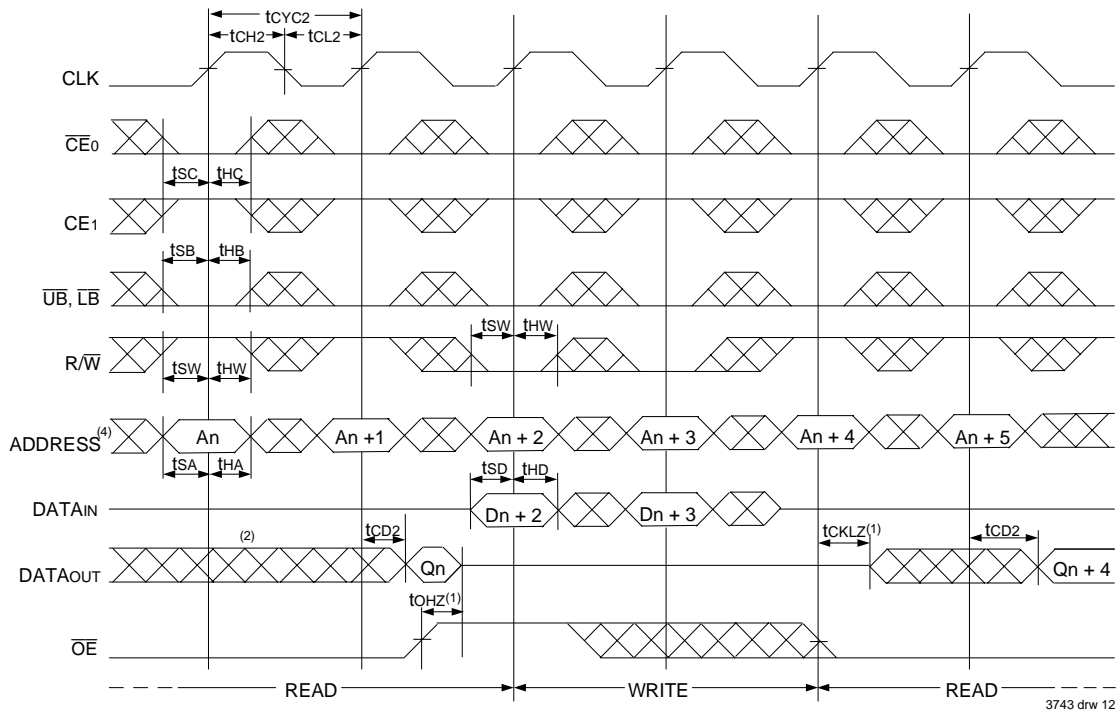 tCYC2
tCH2 tCL2
CLK
CE0
tSC tHC
CE1
tSB tHB
UB, LB
tSW tHW
R/W
tSW tHW
ADDRESS(4) An An +1 An + 2 An + 3 An + 4 An + 5
tSA tHA
tSD tHD
DATAIN Dn + 2 Dn + 3
tCD2 tCKLZ(1) tCD2
(2)
DATAOUT Qn Qn + 4
tOHZ(1)
OE
READ WRITE READ
3743 drw 12